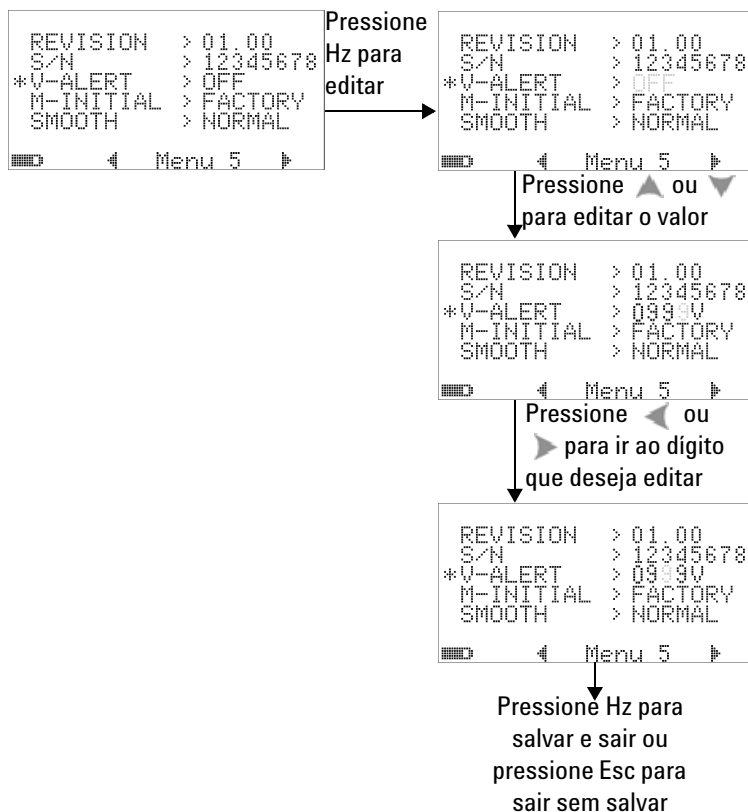 REVISION > 01.00
S/N > 12345678
*V-ALERT > OFF
M-INITIAL > FACTORY
SMOOTH > NORMAL
Menu 5
Pressione
Hz para
editar
REVISION > 01.00
S/N > 12345678
*V-ALERT > OFF
M-INITIAL > FACTORY
SMOOTH > NORMAL
Menu 5
Pressione ou
para editar o valor
REVISION > 01.00
S/N > 12345678
*V-ALERT > 0999V
M-INITIAL > FACTORY
SMOOTH > NORMAL
Menu 5
Pressione ou
para ir ao dígito
que deseja editar
REVISION > 01.00
S/N > 12345678
*V-ALERT > 0999V
M-INITIAL > FACTORY
SMOOTH > NORMAL
Menu 5
Pressione Hz para
salvar e sair ou
pressione Esc para
sair sem salvar